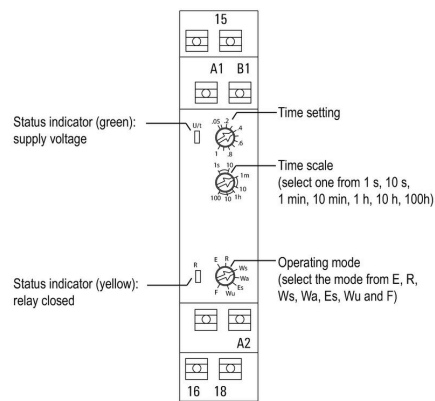 15
A1 B1
Status indicator (green):
supply voltage
U/t
.05 .2 .4 .6 .8 1
Time setting
1s 10 1m 10 1h 10 100
Time scale
(select one from 1 s, 10 s,
1 min, 10 min, 1 h, 10 h, 100h)
Status indicator (yellow):
relay closed
R
E R Ws Wa Es Wu F
Operating mode
(select the mode from E, R,
Ws, Wa, Es, Wu and F)
A2
16 18